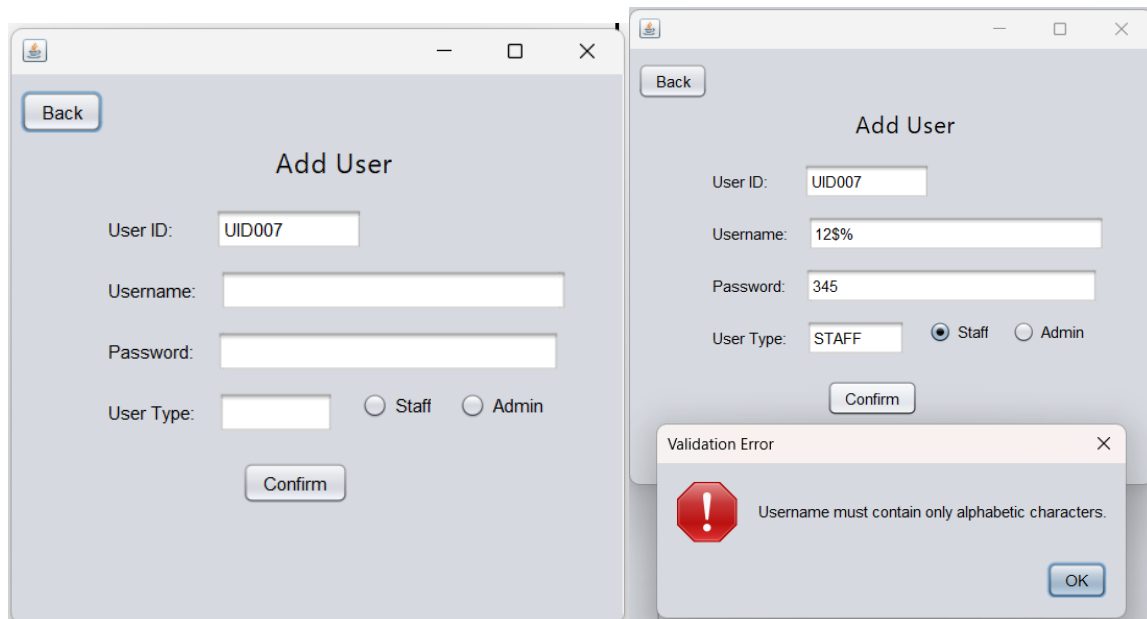 Back
Add User
User ID: UID007
Username:
Password:
User Type: Staff Admin
Confirm
Back
Add User
User ID: UID007
Username: 12$%
Password: 345
User Type: STAFF Staff Admin
Confirm
Validation Error
Username must contain only alphabetic characters.
OK